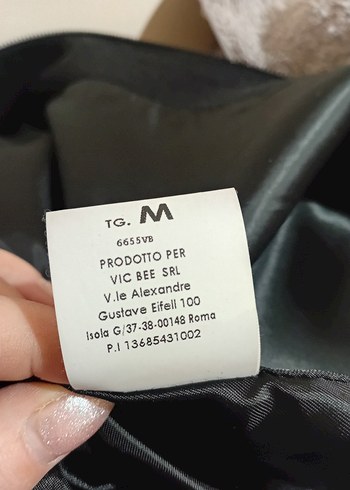 TG. M
6655VB
PRODOTTO PER
VIC BEE SRL
V.le Alexandre
Gustave Eifell 100
Isola G/37-38-00148 Roma
P.I 13685431002